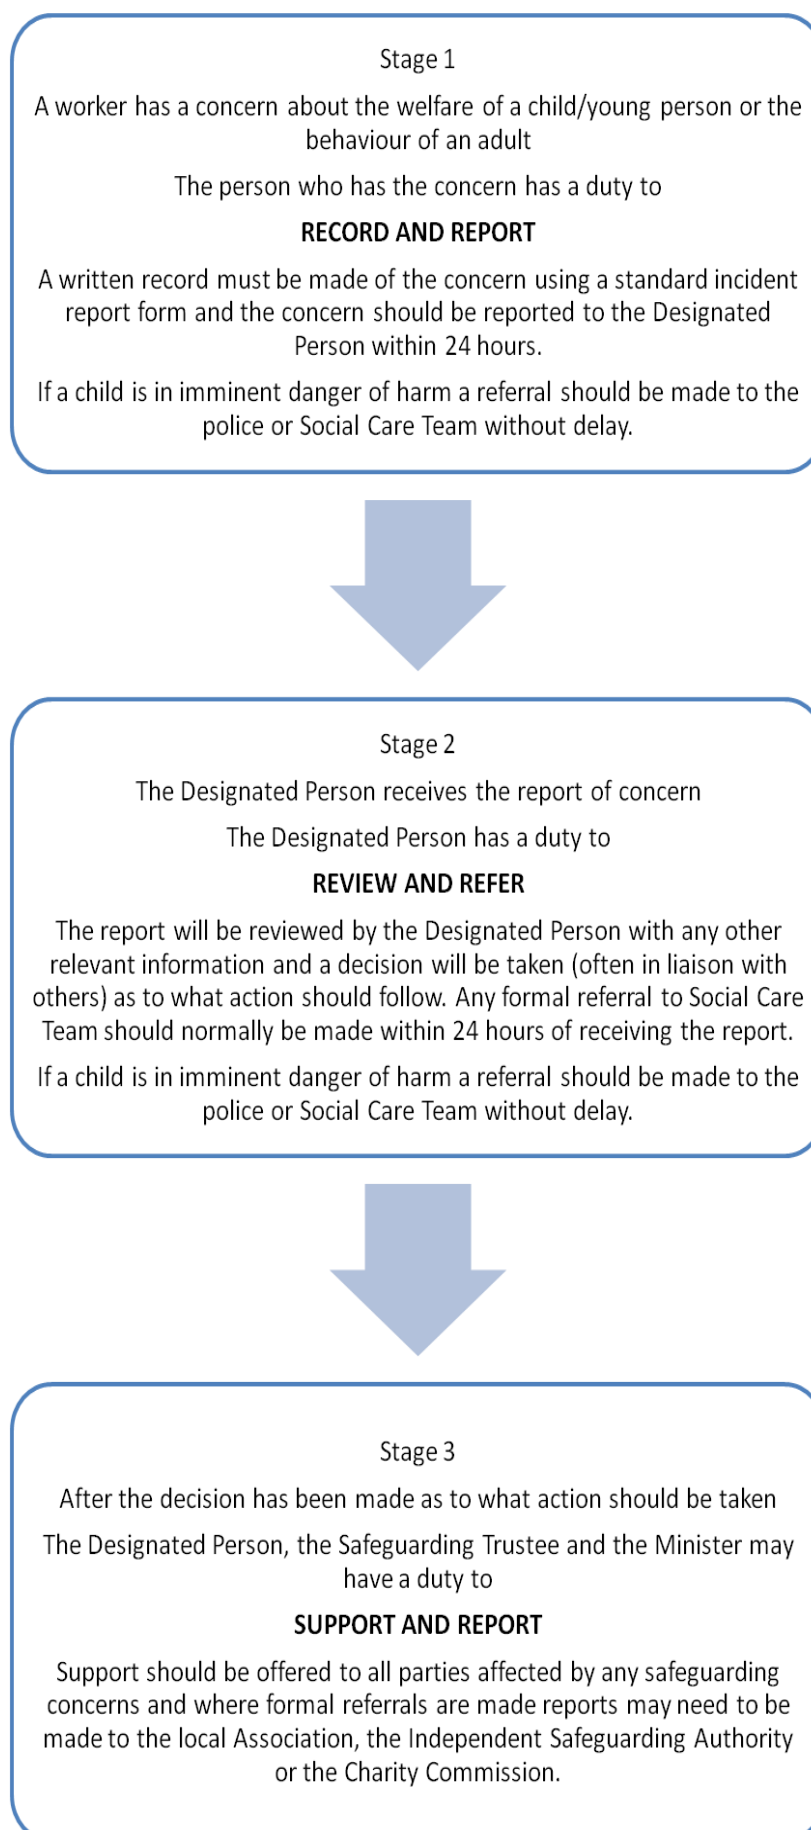 Stage 1
A worker has a concern about the welfare of a child/young person or the
behaviour of an adult
The person who has the concern has a duty to
RECORD AND REPORT
A written record must be made of the concern using a standard incident
report form and the concern should be reported to the Designated
Person within 24 hours.
If a child is in imminent danger of harm a referral should be made to the
police or Social Care Team without delay.
Stage 2
The Designated Person receives the report of concern
The Designated Person has a duty to
REVIEW AND REFER
The report will be reviewed by the Designated Person with any other
relevant information and a decision will be taken (often in liaison with
others) as to what action should follow. Any formal referral to Social Care
Team should normally be made within 24 hours of receiving the report.
If a child is in imminent danger of harm a referral should be made to the
police or Social Care Team without delay.
Stage 3
After the decision has been made as to what action should be taken
The Designated Person, the Safeguarding Trustee and the Minister may
have a duty to
SUPPORT AND REPORT
Support should be offered to all parties affected by any safeguarding
concerns and where formal referrals are made reports may need to be
made to the local Association, the Independent Safeguarding Authority
or the Charity Commission.